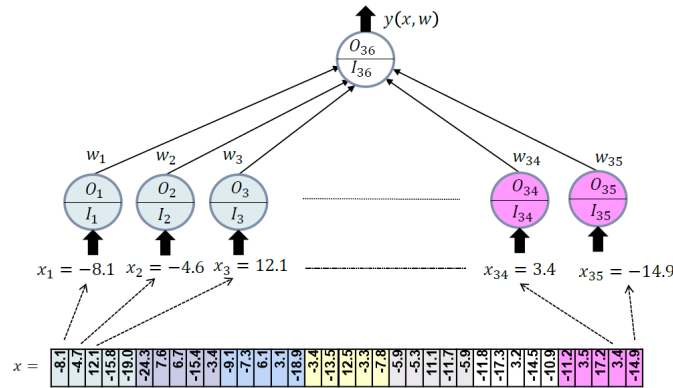 y(x, w)
O₃₆
I₃₆
w₁ w₂ w₃ w₃₄ w₃₅
O₁ O₂ O₃ O₃₄ O₃₅
I₁ I₂ I₃ I₃₄ I₃₅
x₁ = −8.1 x₂ = −4.6 x₃ = 12.1 x₃₄ = 3.4 x₃₅ = −14.9
x = -8.1 -4.7 12.1 -15.8 -19.0 -24.3 7.6 6.7 -15.4 -3.4 -9.1 -7.3 6.1 3.1 -18.9 -3.4 -13.5 12.5 -3.3 -7.8 -5.9 -5.3 11.1 -11.7 -5.9 -11.8 -17.3 3.2 -14.5 -10.9 -11.2 3.5 17.2 3.4 -14.9